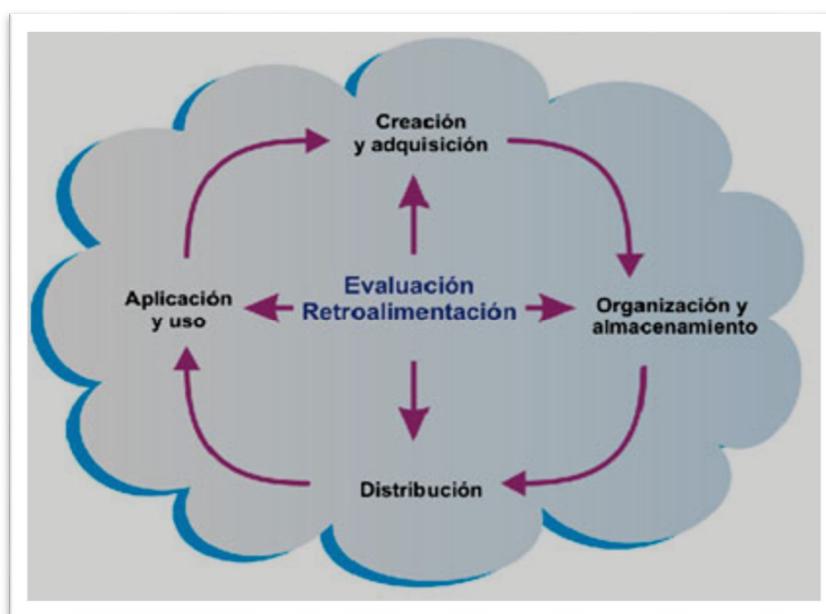 Creación
y adquisición
Evaluación
Retroalimentación
Aplicación
y uso
Organización y
almacenamiento
Distribución